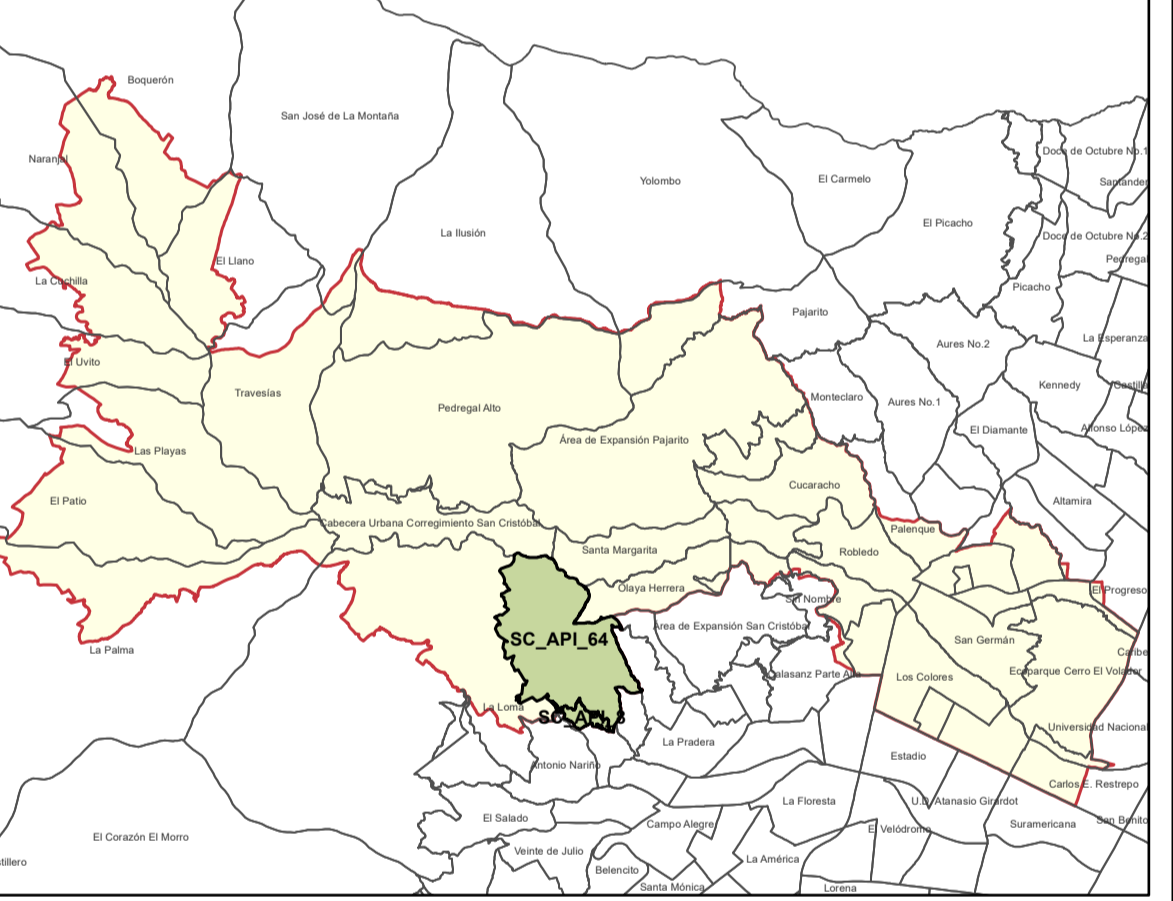 Boquerón
San José de La Montaña
Doce de Octubre No.1
Naranjal
Yolombo
El Carmelo
Santander
El Picacho
La Ilusión
Doce de Octubre No.2
El Llano
Pedregal
La Cuchilla
Picacho
Pajarito
La Esperanza
Aures No.2
El Uvito
Kennedy
Castilla
Travesías
Monteclaro
Aures No.1
Pedregal Alto
Alfonso López
El Diamante
Área de Expansión Pajarito
Las Playas
Cucaracho
El Patio
Altamira
Cabecera Urbana Corregimiento San Cristóbal
Palenque
Santa Margarita
Robledo
Olaya Herrera
El Progreso
Sin Nombre
Área de Expansión San Cristóbal
SC_API_64
San Germán
La Palma
Caribe
Ecoparque Cerro El Volador
Calasanz Parte Alta
Los Colores
La Loma
Universidad Nacional
La Pradera
Estadio
Antonio Nariño
Carlos E. Restrepo
La Floresta
U.D. Atanasio Girardot
El Salado
Campo Alegre
El Velódromo
Suramericana
San Benito
El Corazón El Morro
Veinte de Julio
La América
tillero
Belencito
Santa Mónica
Lorena